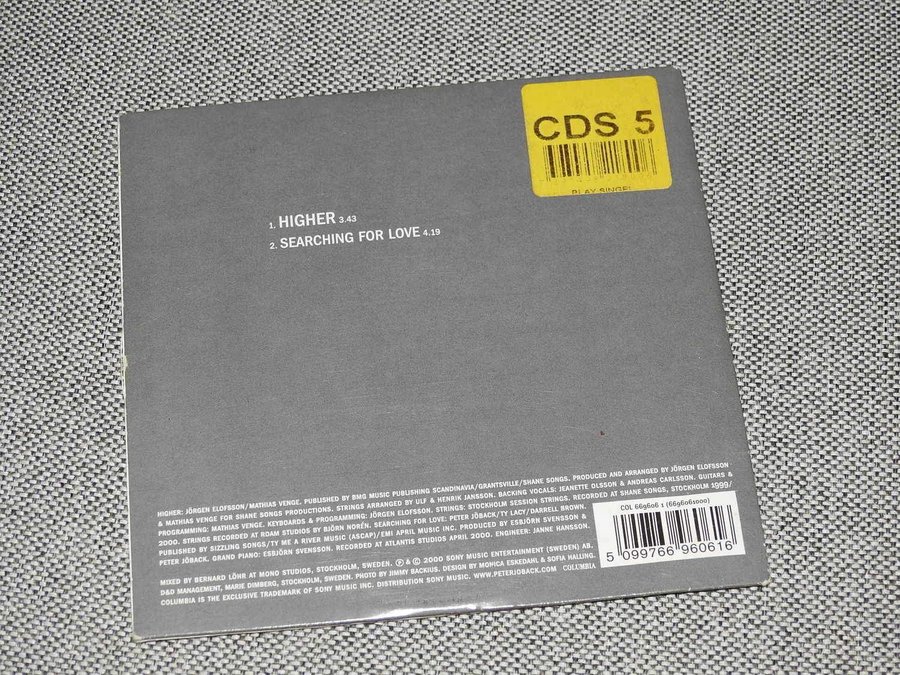 CDS 5
PLAY SINGEL
1. HIGHER 3.43
2. SEARCHING FOR LOVE 4.19
HIGHER: JÖRGEN ELOFSSON/MATHIAS VENGE. PUBLISHED BY BMG MUSIC PUBLISHING SCANDINAVIA/GRANTSVILLE/SHANE SONGS. PRODUCED AND ARRANGED BY JÖRGEN ELOFSSON
& MATHIAS VENGE FOR SHANE SONGS PRODUCTIONS. STRINGS ARRANGED BY ULF & HENRIK JANSSON. BACKING VOCALS: JEANETTE OLSSON & ANDREAS CARLSSON. GUITARS &
PROGRAMMING: MATHIAS VENGE. KEYBOARDS & PROGRAMMING: JÖRGEN ELOFSSON. STRINGS: STOCKHOLM SESSION STRINGS. RECORDED AT SHANE SONGS, STOCKHOLM 1999/
2000. STRINGS RECORDED AT ROAM STUDIOS BY BJÖRN NORÉN. SEARCHING FOR LOVE: PETER JÖBACK/TY LACY/DARRELL BROWN.
PUBLISHED BY SIZZLING SONGS/TY ME A RIVER MUSIC (ASCAP)/EMI APRIL MUSIC INC. PRODUCED BY ESBJÖRN SVENSSON &
PETER JÖBACK. GRAND PIANO: ESBJÖRN SVENSSON. RECORDED AT ATLANTIS STUDIOS APRIL 2000. ENGINEER: JANNE HANSSON.
MIXED BY BERNARD LÖHR AT MONO STUDIOS, STOCKHOLM, SWEDEN. ℗ & © 2000 SONY MUSIC ENTERTAINMENT (SWEDEN) AB.
D&D MANAGEMENT, MARIE DIMBERG, STOCKHOLM, SWEDEN. PHOTO BY JIMMY BACKIUS. DESIGN BY MONICA ESKEDAHL & SOFIA HALLING.
COLUMBIA IS THE EXCLUSIVE TRADEMARK OF SONY MUSIC INC. DISTRIBUTION SONY MUSIC. WWW.PETERJOBACK.COM COLUMBIA
COL 669606 1 (6696061000)
5 099766 960616